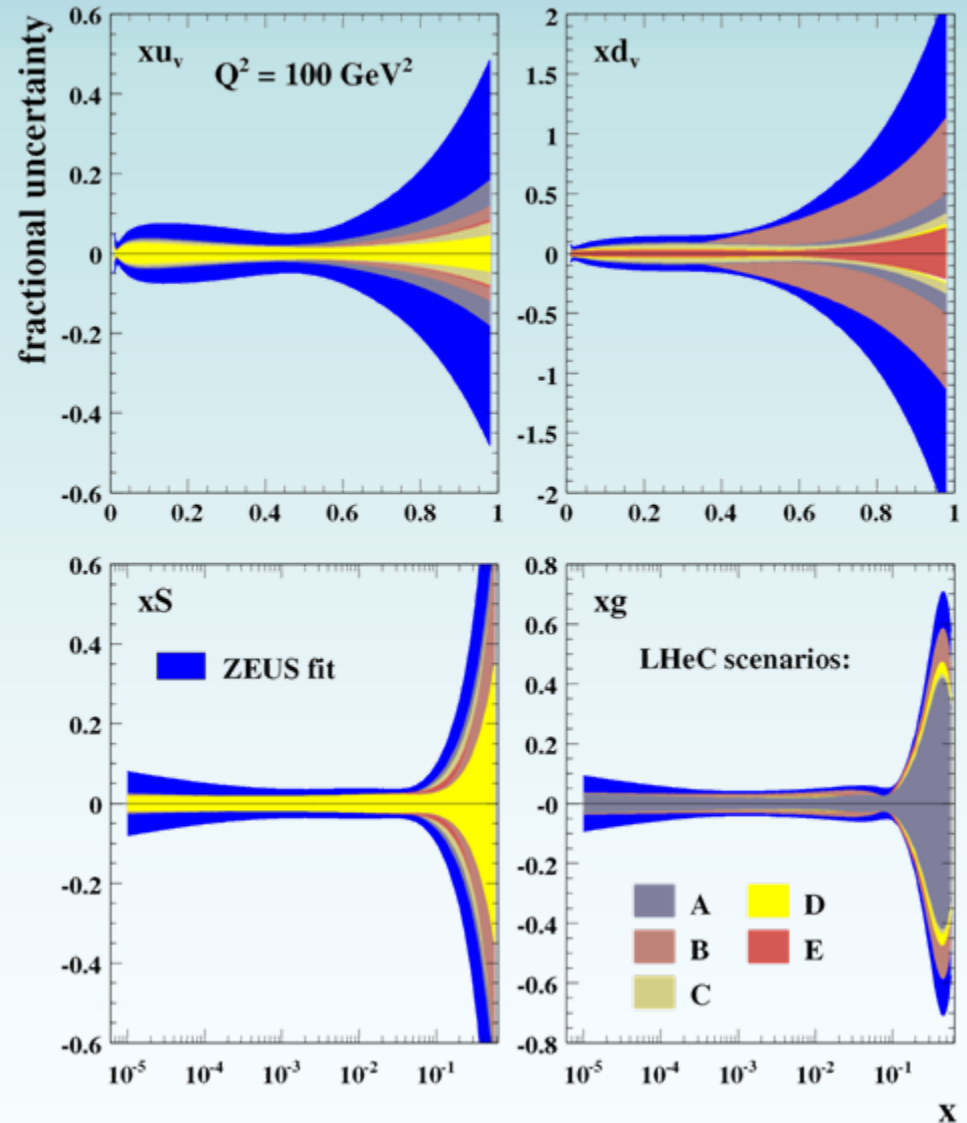 fractional uncertainty
xuᵥ
Q² = 100 GeV²
0.6
0.4
0.2
0
-0.2
-0.4
-0.6
0 0.2 0.4 0.6 0.8 1
xdᵥ
2
1.5
1
0.5
0
-0.5
-1
-1.5
-2
0 0.2 0.4 0.6 0.8 1
xS
ZEUS fit
0.6
0.4
0.2
0
-0.2
-0.4
-0.6
10⁻⁵ 10⁻⁴ 10⁻³ 10⁻² 10⁻¹
xg
LHeC scenarios:
0.8
0.6
0.4
0.2
-0
-0.2
-0.4
-0.6
-0.8
A D
B E
C
10⁻⁵ 10⁻⁴ 10⁻³ 10⁻² 10⁻¹
x